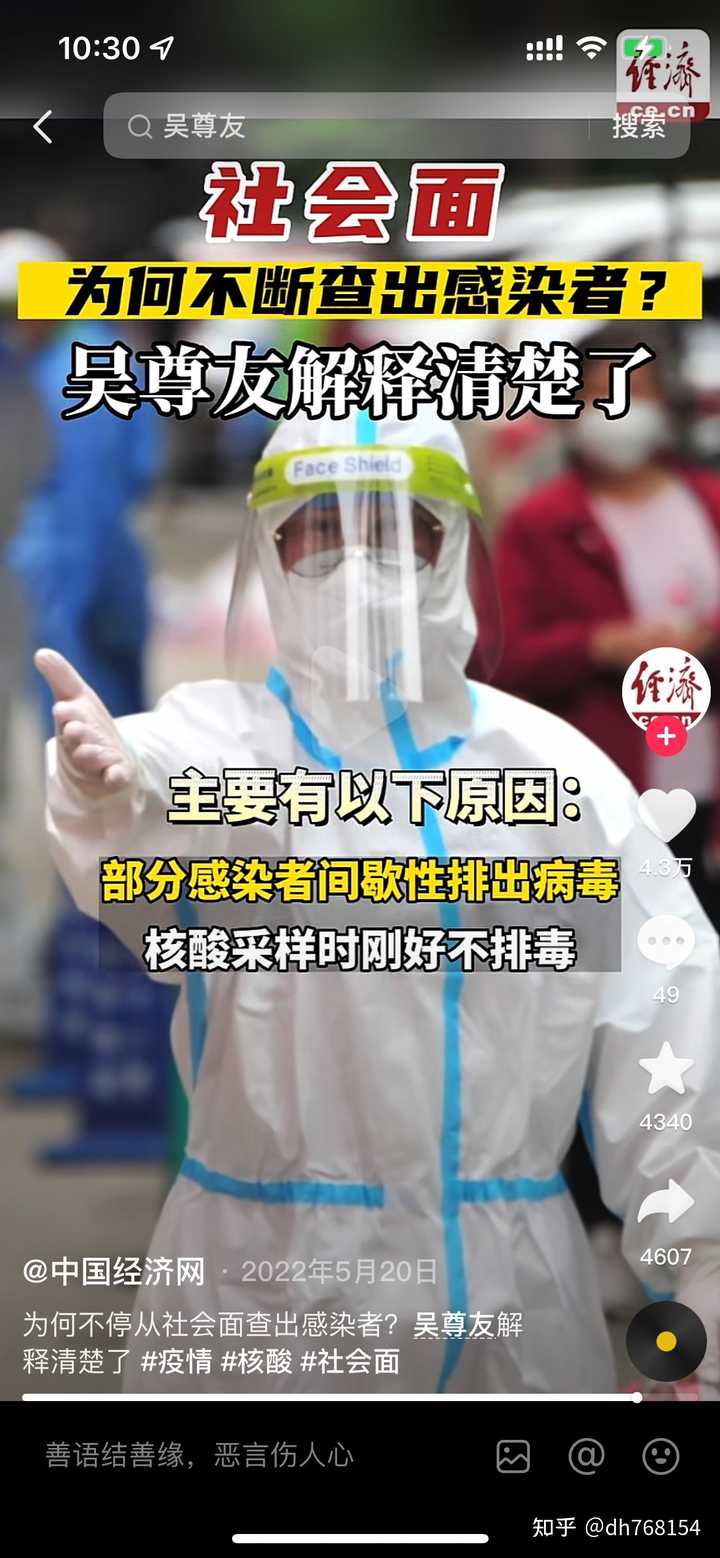 10:30
经济
ce.cn
吴尊友
搜索
社会面
为何不断查出感染者？
吴尊友解释清楚了
Face Shield
经济
主要有以下原因：
4.3万
部分感染者间歇性排出病毒
核酸采样时刚好不排毒
49
4340
4607
@中国经济网 · 2022年5月20日
为何不停从社会面查出感染者？吴尊友解
释清楚了 #疫情 #核酸 #社会面
善语结善缘，恶言伤人心
知乎 @dh768154